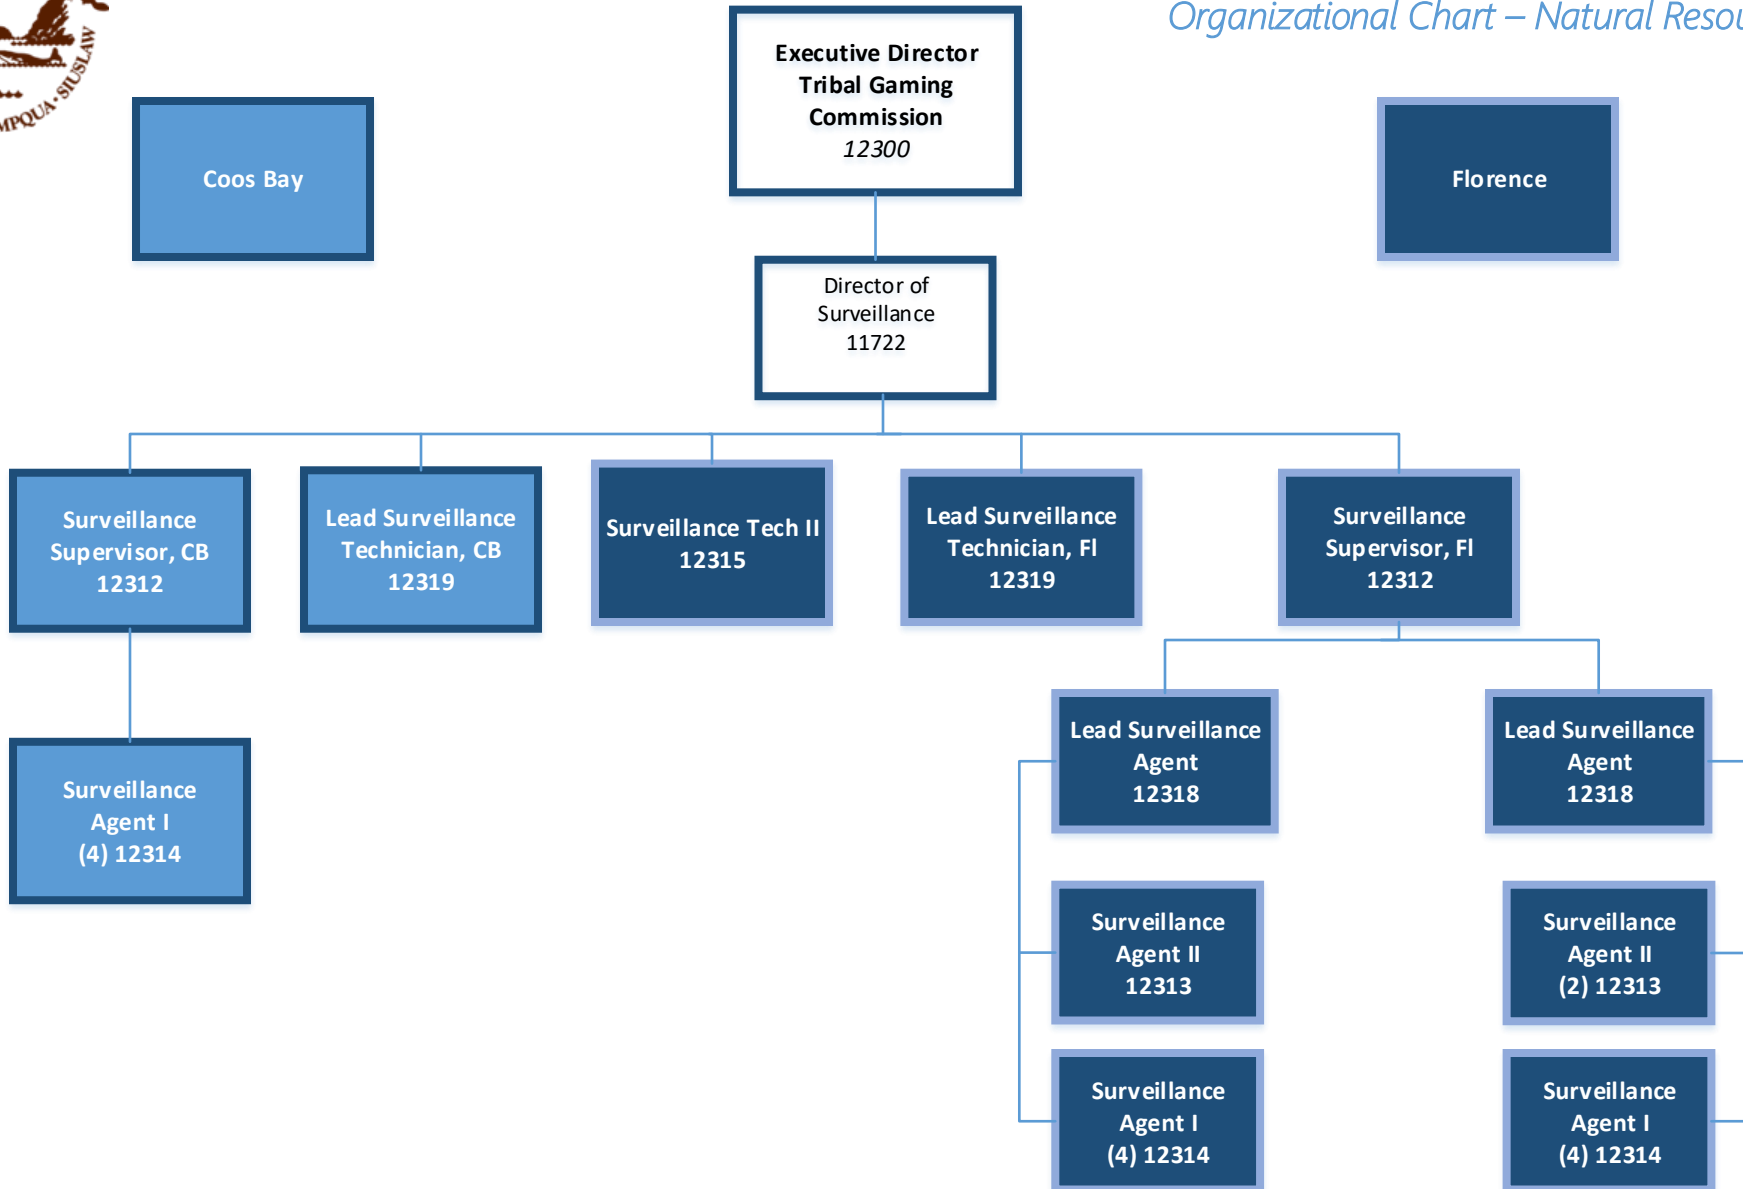 Organizational Chart – Natural
SIUSLAW
Executive Director
Tribal Gaming
Commission
12300
Coos Bay
Florence
Director of
Surveillance
11722
Surveillance
Supervisor, CB
12312
Lead Surveillance
Technician, CB
12319
Surveillance Tech II
12315
Lead Surveillance
Technician, Fl
12319
Surveillance
Supervisor, Fl
12312
Surveillance
Agent I
(4) 12314
Lead Surveillance
Agent
12318
Lead Surveillance
Agent
12318
Surveillance
Agent II
12313
Surveillance
Agent II
(2) 12313
Surveillance
Agent I
(4) 12314
Surveillance
Agent I
(4) 12314